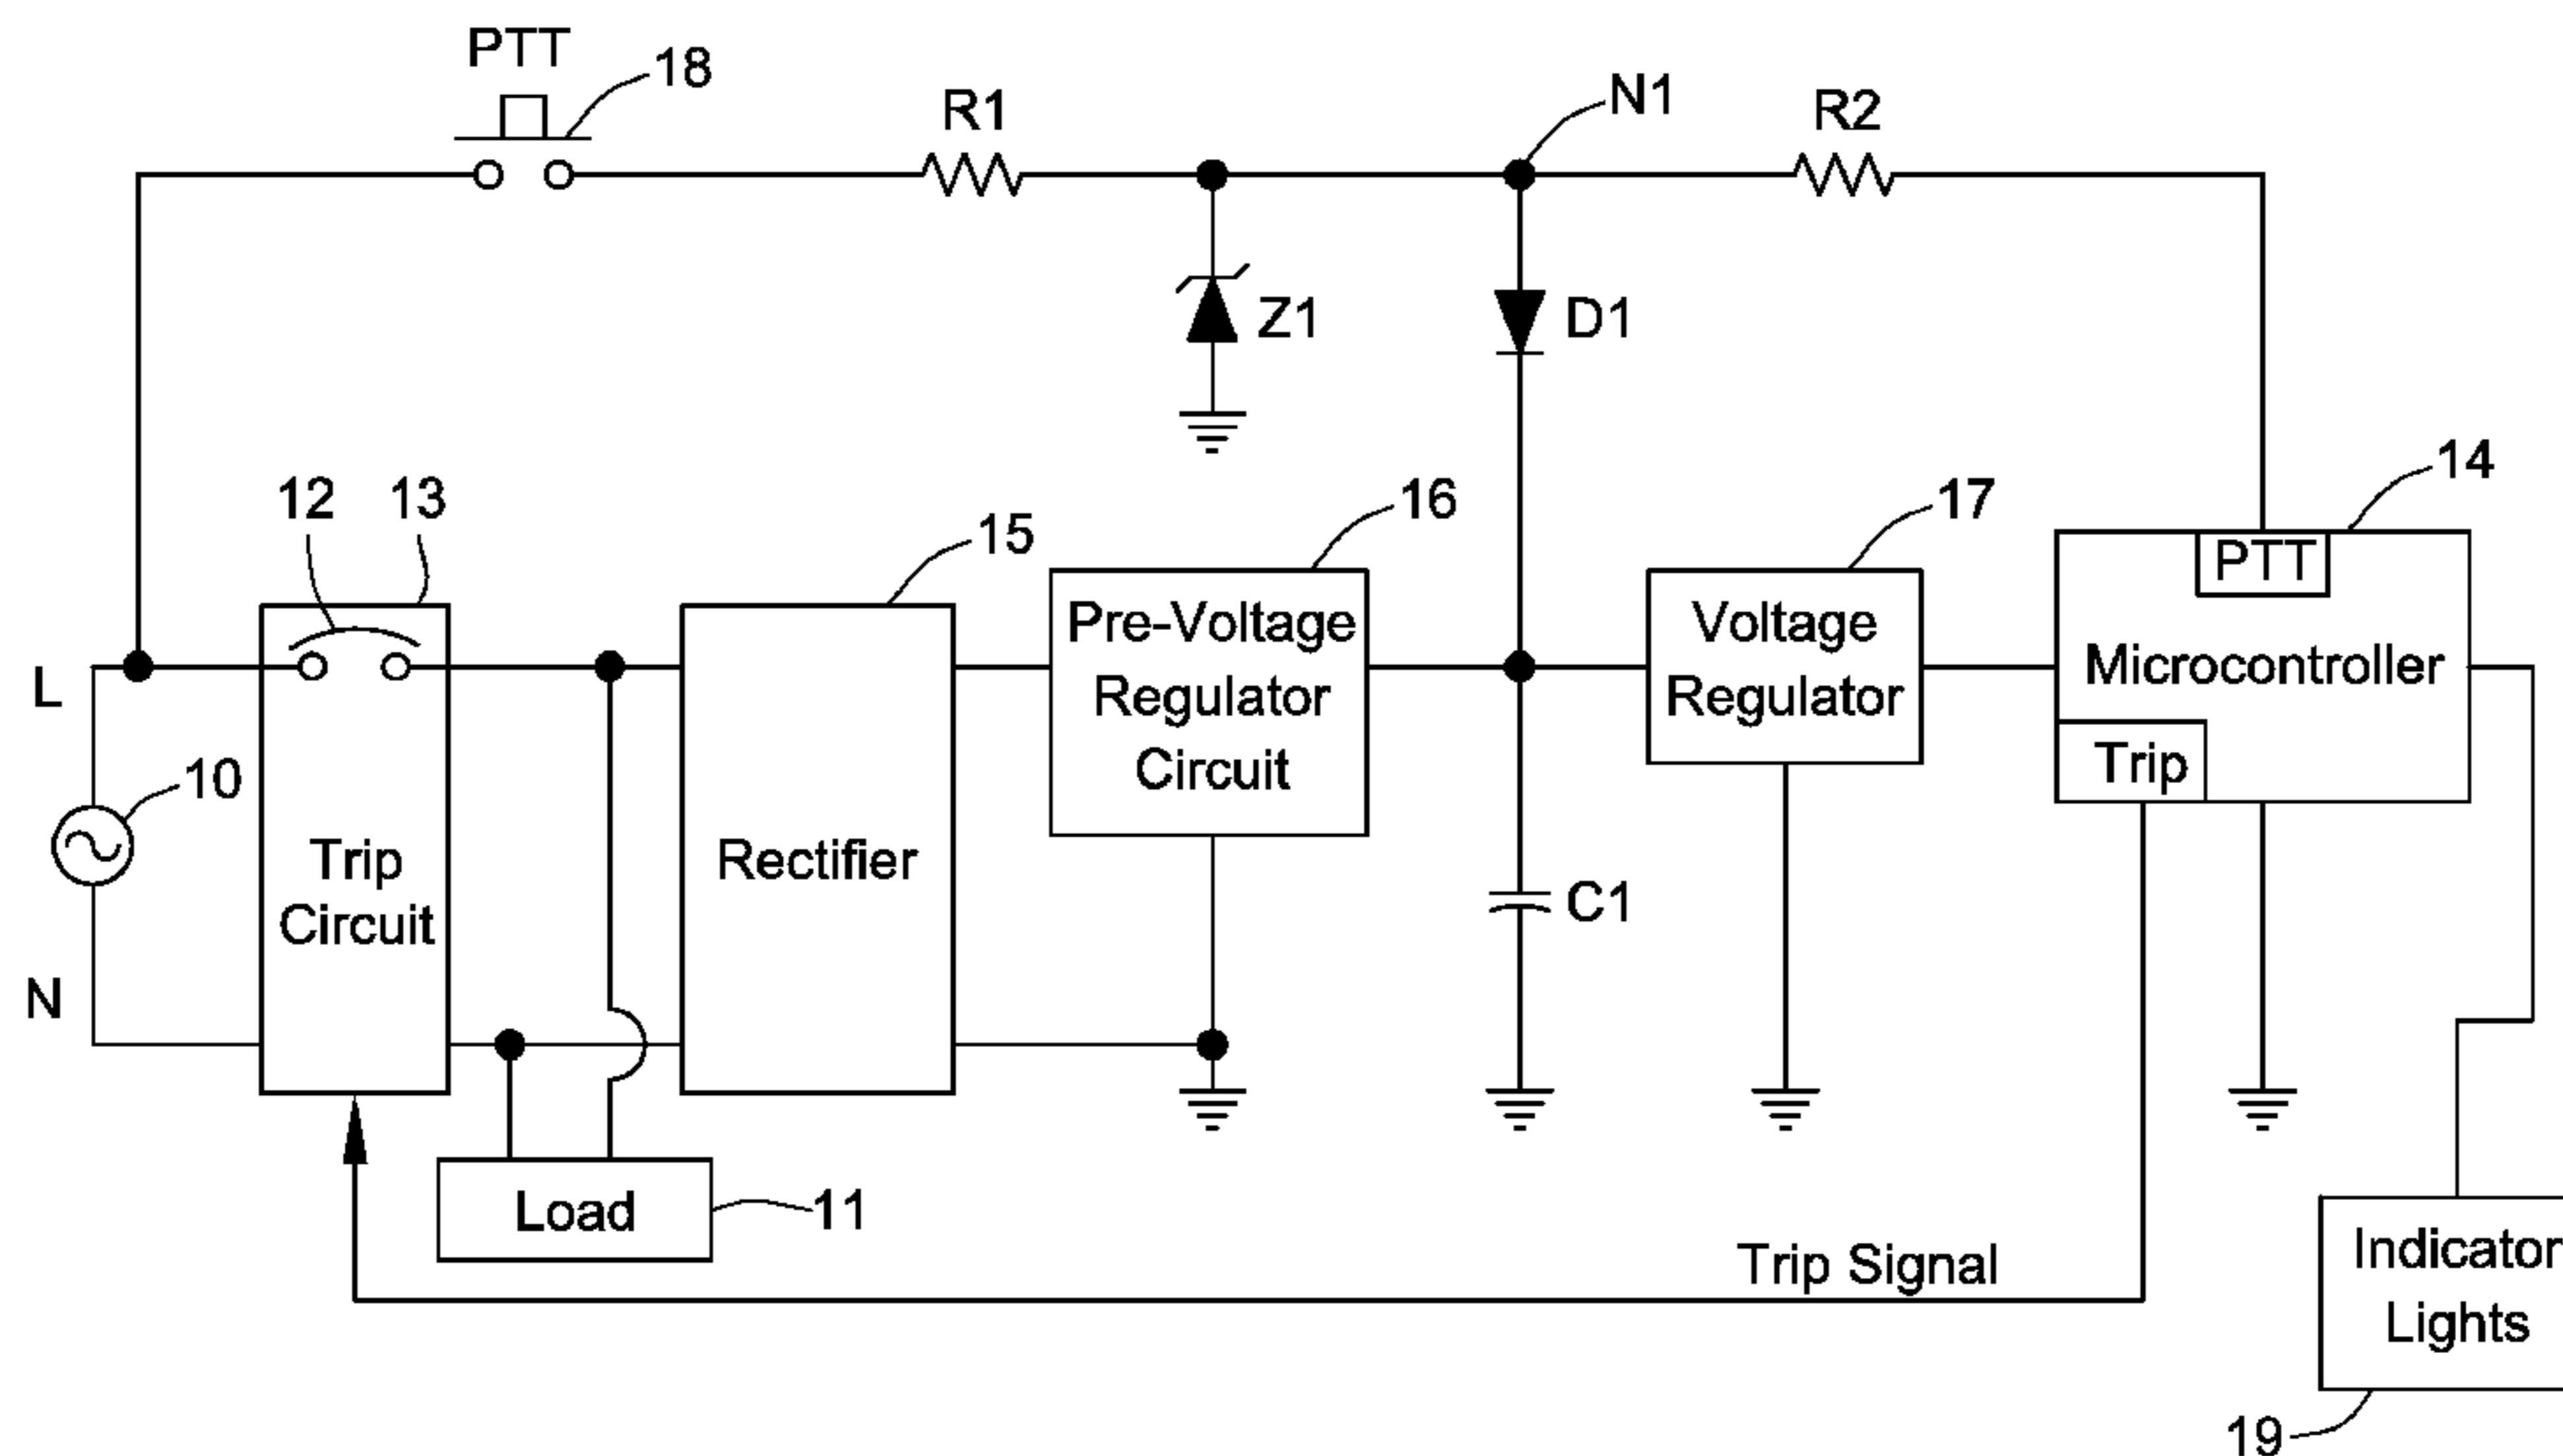 PTT
18
R1
N1
R2
Z1
D1
12
13
15
16
17
14
L
10
N
Trip
Circuit
Rectifier
Pre-Voltage
Regulator
Circuit
Voltage
Regulator
PTT
Microcontroller
Trip
C1
Load
11
Trip Signal
Indicator
Lights
19